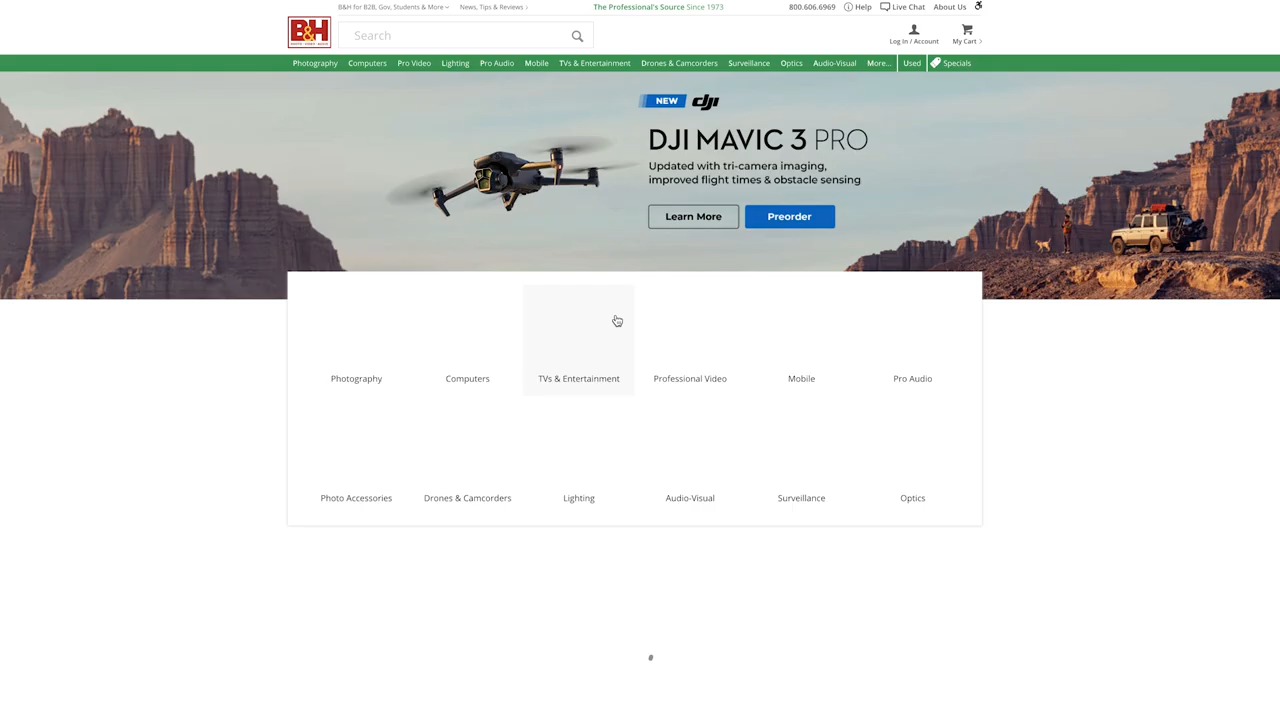 B&H for B2B, Gov, Students & More
News, Tips & Reviews
The Professional's Source Since 1973
800.606.6969
Help
Live Chat
About Us
B&H
PHOTO · VIDEO · AUDIO
Search
Log In / Account
My Cart
Photography
Computers
Pro Video
Lighting
Pro Audio
Mobile
TVs & Entertainment
Drones & Camcorders
Surveillance
Optics
Audio-Visual
More...
Used
Specials
NEW
dji
DJI MAVIC 3 PRO
Updated with tri-camera imaging,
improved flight times & obstacle sensing
Learn More
Preorder
Photography
Computers
TVs & Entertainment
Professional Video
Mobile
Pro Audio
Photo Accessories
Drones & Camcorders
Lighting
Audio-Visual
Surveillance
Optics